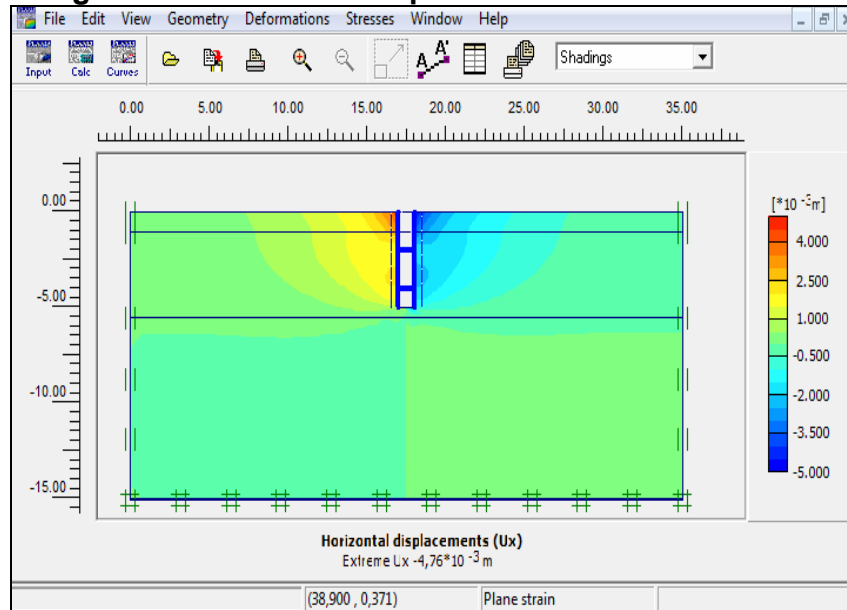 File Edit View Geometry Deformations Stresses Window Help
Input Calc Curves A A' Shadings
0.00 5.00 10.00 15.00 20.00 25.00 30.00 35.00
0.00
-5.00
-10.00
-15.00
[*10 -3m]
4.000
2.500
1.000
-0.500
-2.000
-3.500
-5.000
Horizontal displacements (Ux)
Extreme Ux -4,76*10 -3 m
(38,900 , 0,371) Plane strain